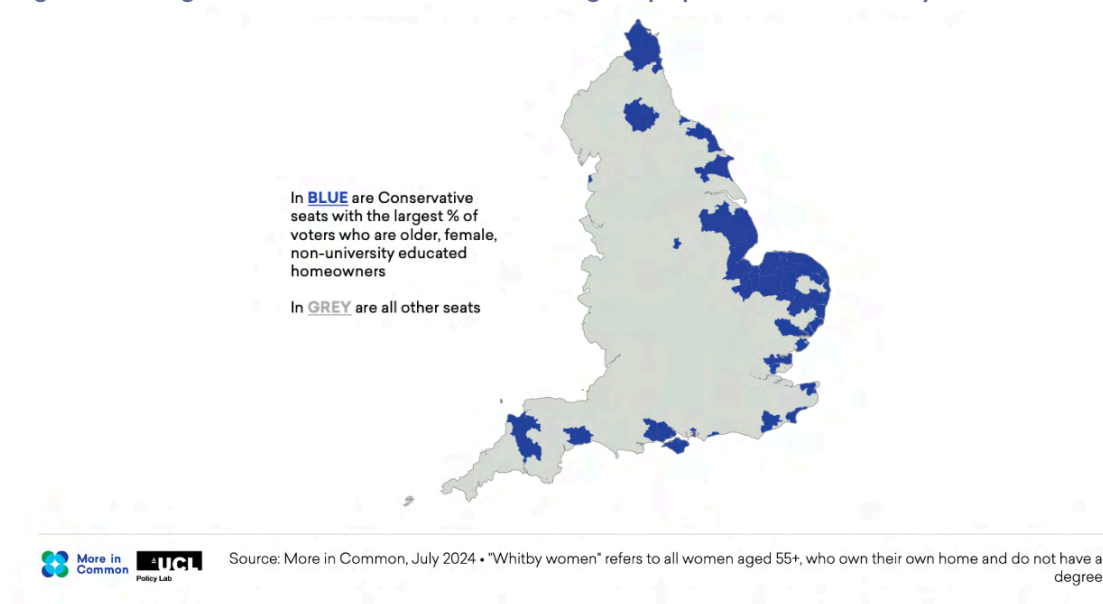 In BLUE are Conservative
seats with the largest % of
voters who are older, female,
non-university educated
homeowners
In GREY are all other seats
More in
Common
UCL
Policy Lab
Source: More in Common, July 2024 • "Whitby women" refers to all women aged 55+, who own their own home and do not have a
degree